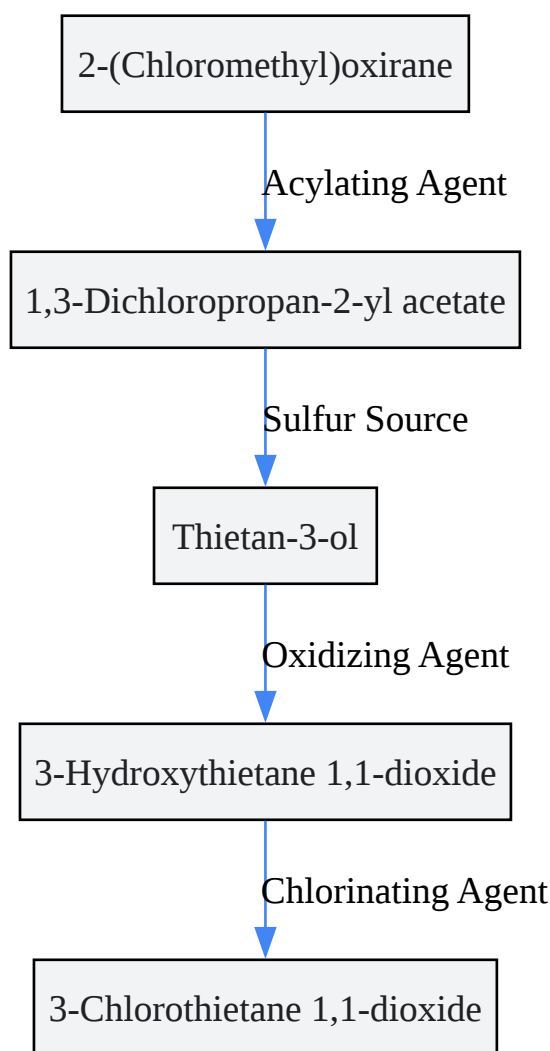 2-(Chloromethyl)oxirane
Acylating Agent
1,3-Dichloropropan-2-yl acetate
Sulfur Source
Thietan-3-ol
Oxidizing Agent
3-Hydroxythietane 1,1-dioxide
Chlorinating Agent
3-Chlorothietane 1,1-dioxide